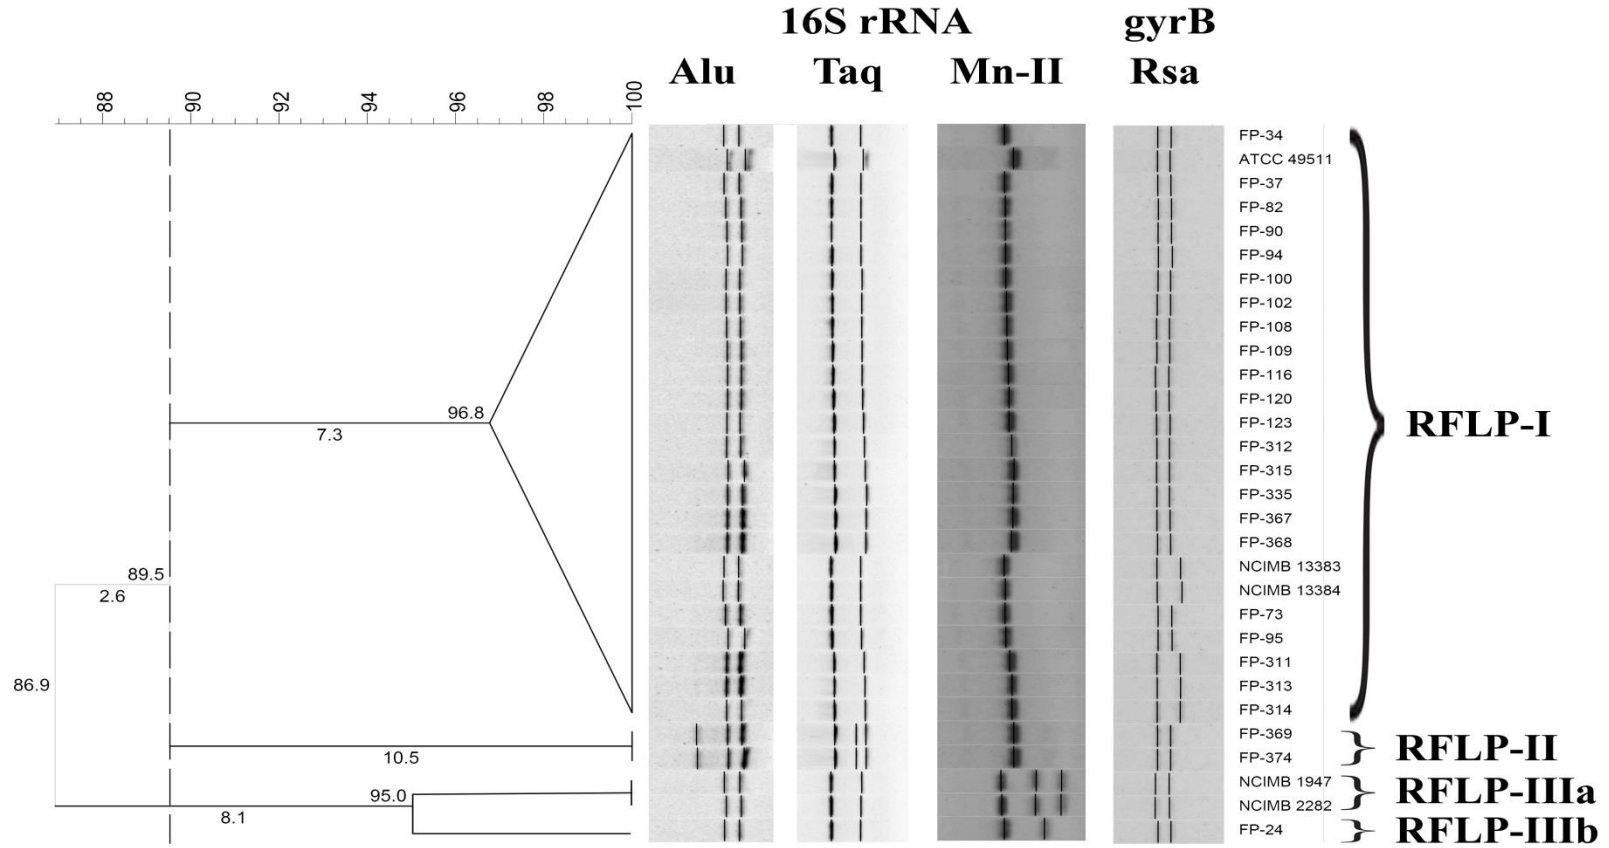 16S rRNA gyrB
Alu Taq Mn-II Rsa
88 90 92 94 96 98 100
FP-34
ATCC 49511
FP-37
FP-82
FP-90
FP-94
FP-100
FP-102
FP-108
FP-109
FP-116
FP-120
96.8
7.3
FP-123
RFLP-I
FP-312
FP-315
FP-335
FP-367
FP-368
89.5
2.6
NCIMB 13383
NCIMB 13384
FP-73
FP-95
FP-311
86.9
FP-313
FP-314
FP-369
10.5
FP-374
RFLP-II
NCIMB 1947
95.0
8.1
NCIMB 2282
RFLP-IIIa
FP-24
RFLP-IIIb